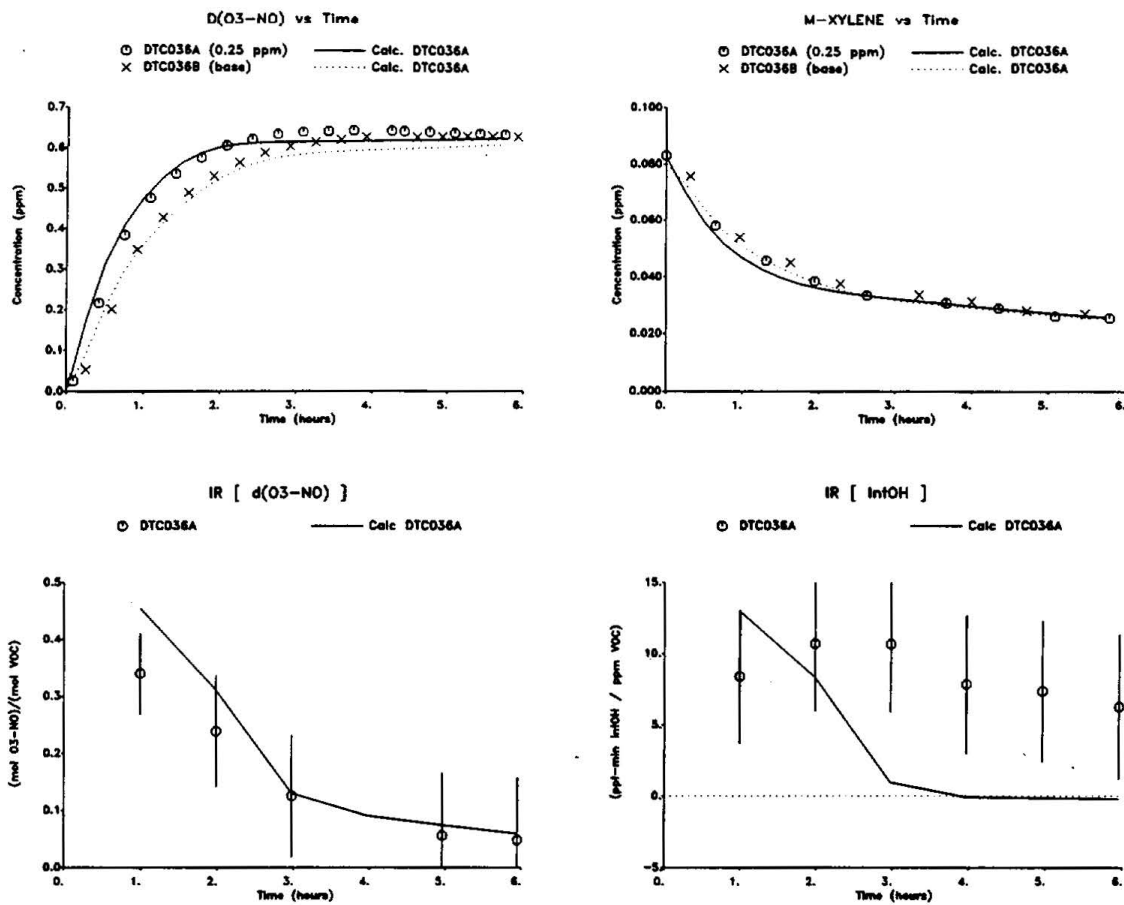 D(O3-NO) vs Time
DTC036A (0.25 ppm)
Calc. DTC036A
DTC036B (base)
Calc. DTC036A
0.7
0.6
0.5
0.4
0.3
0.2
0.1
0.0
Concentration (ppm)
0. 1. 2. 3. 4. 5. 6.
Time (hours)
M-XYLENE vs Time
DTC036A (0.25 ppm)
Calc. DTC036A
DTC036B (base)
Calc. DTC036A
0.100
0.080
0.060
0.040
0.020
0.000
Concentration (ppm)
0. 1. 2. 3. 4. 5. 6.
Time (hours)
IR [ d(O3-NO) ]
DTC036A
Calc DTC036A
0.5
0.4
0.3
0.2
0.1
0.0
(mol O3-NO)/(mol VOC)
0. 1. 2. 3. 4. 5. 6.
Time (hours)
IR [ IntOH ]
DTC036A
Calc DTC036A
15.
10.
5.
0.
-5.
(ppt-min IntOH / ppm VOC)
0. 1. 2. 3. 4. 5. 6.
Time (hours)